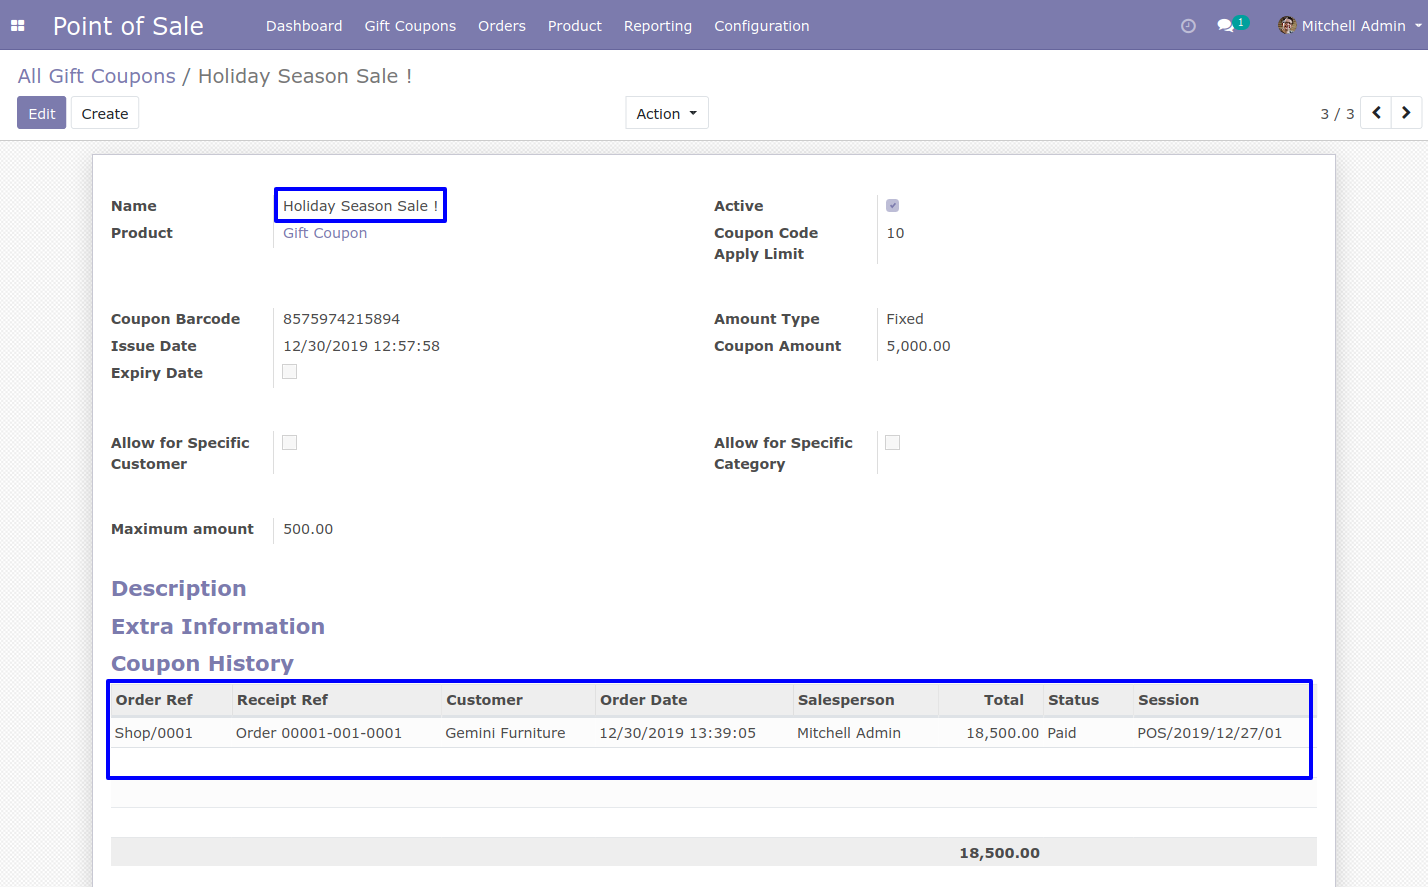 Point of Sale Dashboard Gift Coupons Orders Product Reporting Configuration 1 Mitchell Admin
All Gift Coupons / Holiday Season Sale !
Edit Create Action 3 / 3
Name Holiday Season Sale ! Active
Product Gift Coupon Coupon Code 10
Apply Limit
Coupon Barcode 8575974215894 Amount Type Fixed
Issue Date 12/30/2019 12:57:58 Coupon Amount 5,000.00
Expiry Date
Allow for Specific Allow for Specific
Customer Category
Maximum amount 500.00
Description
Extra Information
Coupon History
Order Ref Receipt Ref Customer Order Date Salesperson Total Status Session
Shop/0001 Order 00001-001-0001 Gemini Furniture 12/30/2019 13:39:05 Mitchell Admin 18,500.00 Paid POS/2019/12/27/01
18,500.00